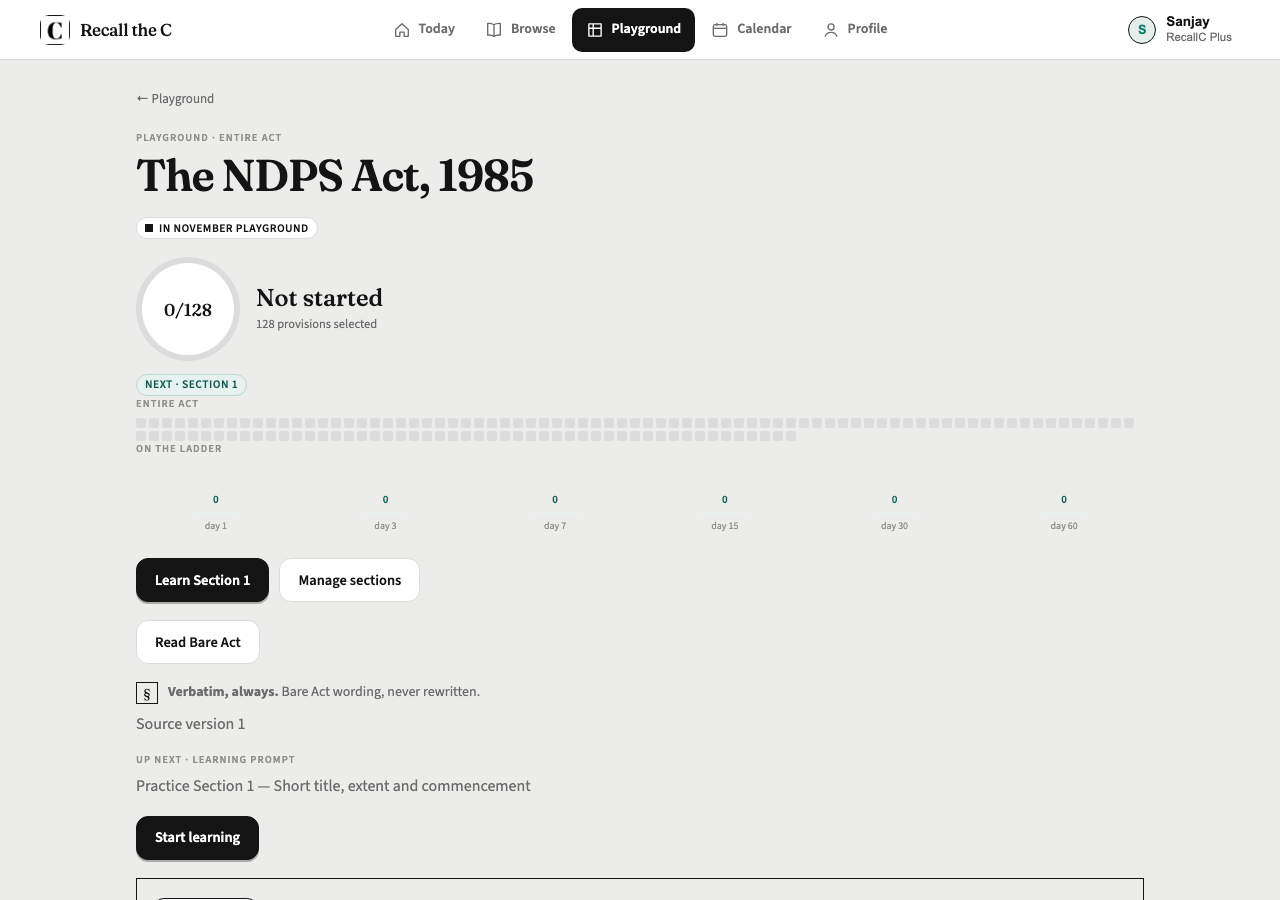 C Recall the C
Today
Browse
Playground
Calendar
Profile
S
Sanjay
RecallC Plus
← Playground
PLAYGROUND · ENTIRE ACT
The NDPS Act, 1985
IN NOVEMBER PLAYGROUND
0/128
Not started
128 provisions selected
NEXT · SECTION 1
ENTIRE ACT
ON THE LADDER
0 0 0 0 0 0
day 1 day 3 day 7 day 15 day 30 day 60
Learn Section 1
Manage sections
Read Bare Act
§ Verbatim, always. Bare Act wording, never rewritten.
Source version 1
UP NEXT · LEARNING PROMPT
Practice Section 1 — Short title, extent and commencement
Start learning